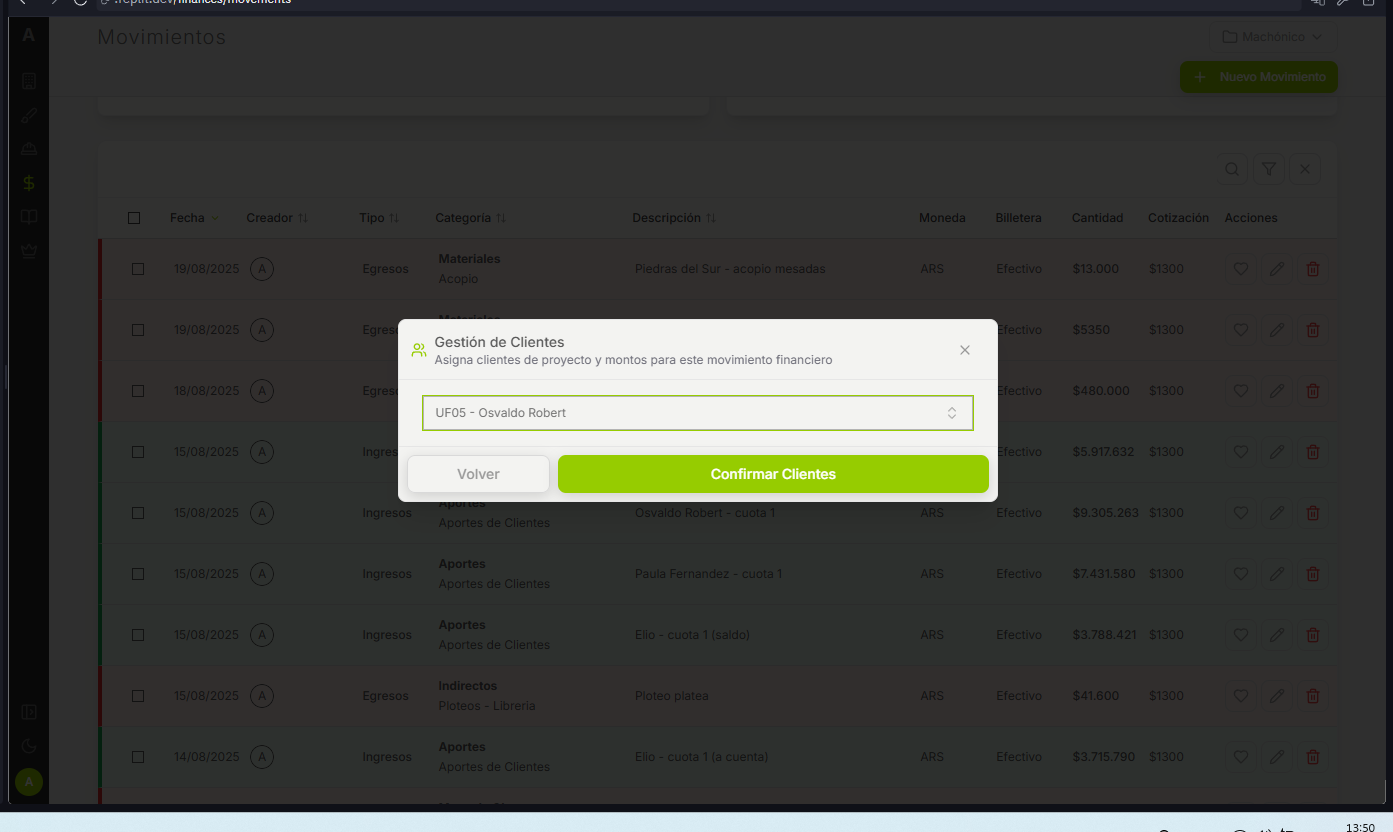 .replit.dev/finances/movements
A
Movimientos
Machónico
+ Nuevo Movimiento
Fecha Creador Tipo Categoría Descripción Moneda Billetera Cantidad Cotización Acciones
19/08/2025 A Egresos Materiales Acopio Piedras del Sur - acopio mesadas ARS Efectivo $13.000 $1300
19/08/2025 A Egres Materiales Efectivo $5350 $1300
18/08/2025 A Egres Efectivo $480.000 $1300
15/08/2025 A Ingres Efectivo $5.917.632 $1300
Gestión de Clientes
Asigna clientes de proyecto y montos para este movimiento financiero
UF05 - Osvaldo Robert
Volver
Confirmar Clientes
15/08/2025 A Ingresos Aportes Aportes de Clientes Osvaldo Robert - cuota 1 ARS Efectivo $9.305.263 $1300
15/08/2025 A Ingresos Aportes Aportes de Clientes Paula Fernandez - cuota 1 ARS Efectivo $7.431.580 $1300
15/08/2025 A Ingresos Aportes Aportes de Clientes Elio - cuota 1 (saldo) ARS Efectivo $3.788.421 $1300
15/08/2025 A Egresos Indirectos Ploteos - Libreria Ploteo platea ARS Efectivo $41.600 $1300
14/08/2025 A Ingresos Aportes Aportes de Clientes Elio - cuota 1 (a cuenta) ARS Efectivo $3.715.790 $1300
A
13:50